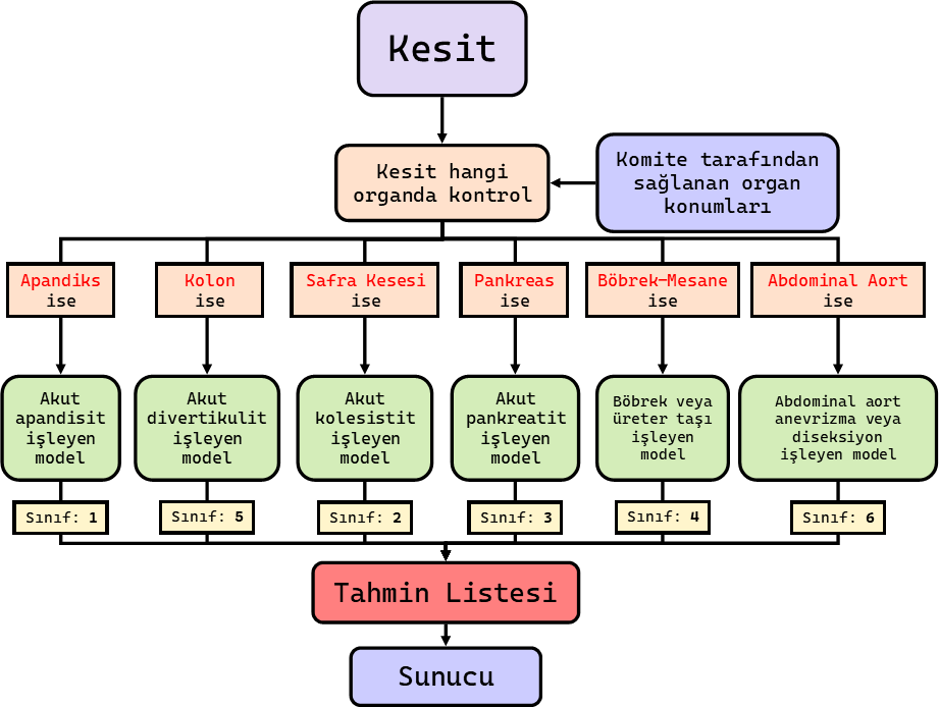 Kesit
Kesit hangi
organda kontrol
Komite tarafından
sağlanan organ
konumları
Apandiks
ise
Kolon
ise
Safra Kesesi
ise
Pankreas
ise
Böbrek-Mesane
ise
Abdominal Aort
ise
Akut
apandisit
işleyen
model
Akut
divertikulit
işleyen
model
Akut
kolesistit
işleyen
model
Akut
pankreatit
işleyen
model
Böbrek veya
üreter taşı
işleyen
model
Abdominal aort
anevrizma veya
diseksiyon
işleyen model
Sınıf: 1
Sınıf: 5
Sınıf: 2
Sınıf: 3
Sınıf: 4
Sınıf: 6
Tahmin Listesi
Sunucu